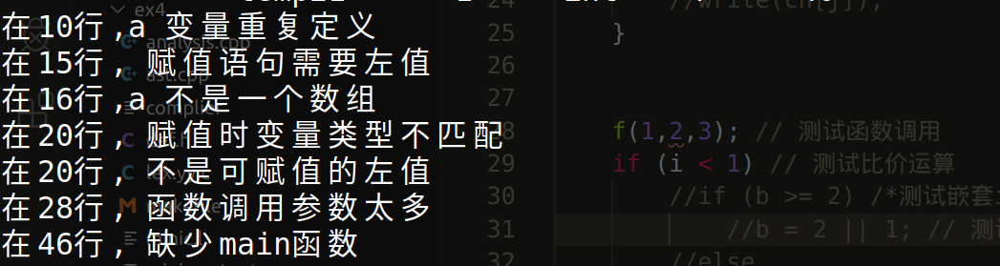 在10行,a 变量重复定义
在15行, 赋值语句需要左值
在16行,a 不是一个数组
在20行, 赋值时变量类型不匹配
在20行, 不是可赋值的左值
在28行, 函数调用参数太多
在46行, 缺少main函数
ex4
analysis.cpp
ast.cpp
complier
24 //write(ch[j]);
25 }
26
27
f(1,2,3); // 测试函数调用
29 if (i < 1) // 测试比价运算
30 //if (b >= 2) /*测试嵌套
31 //b = 2 || 1; // 测
32 //else